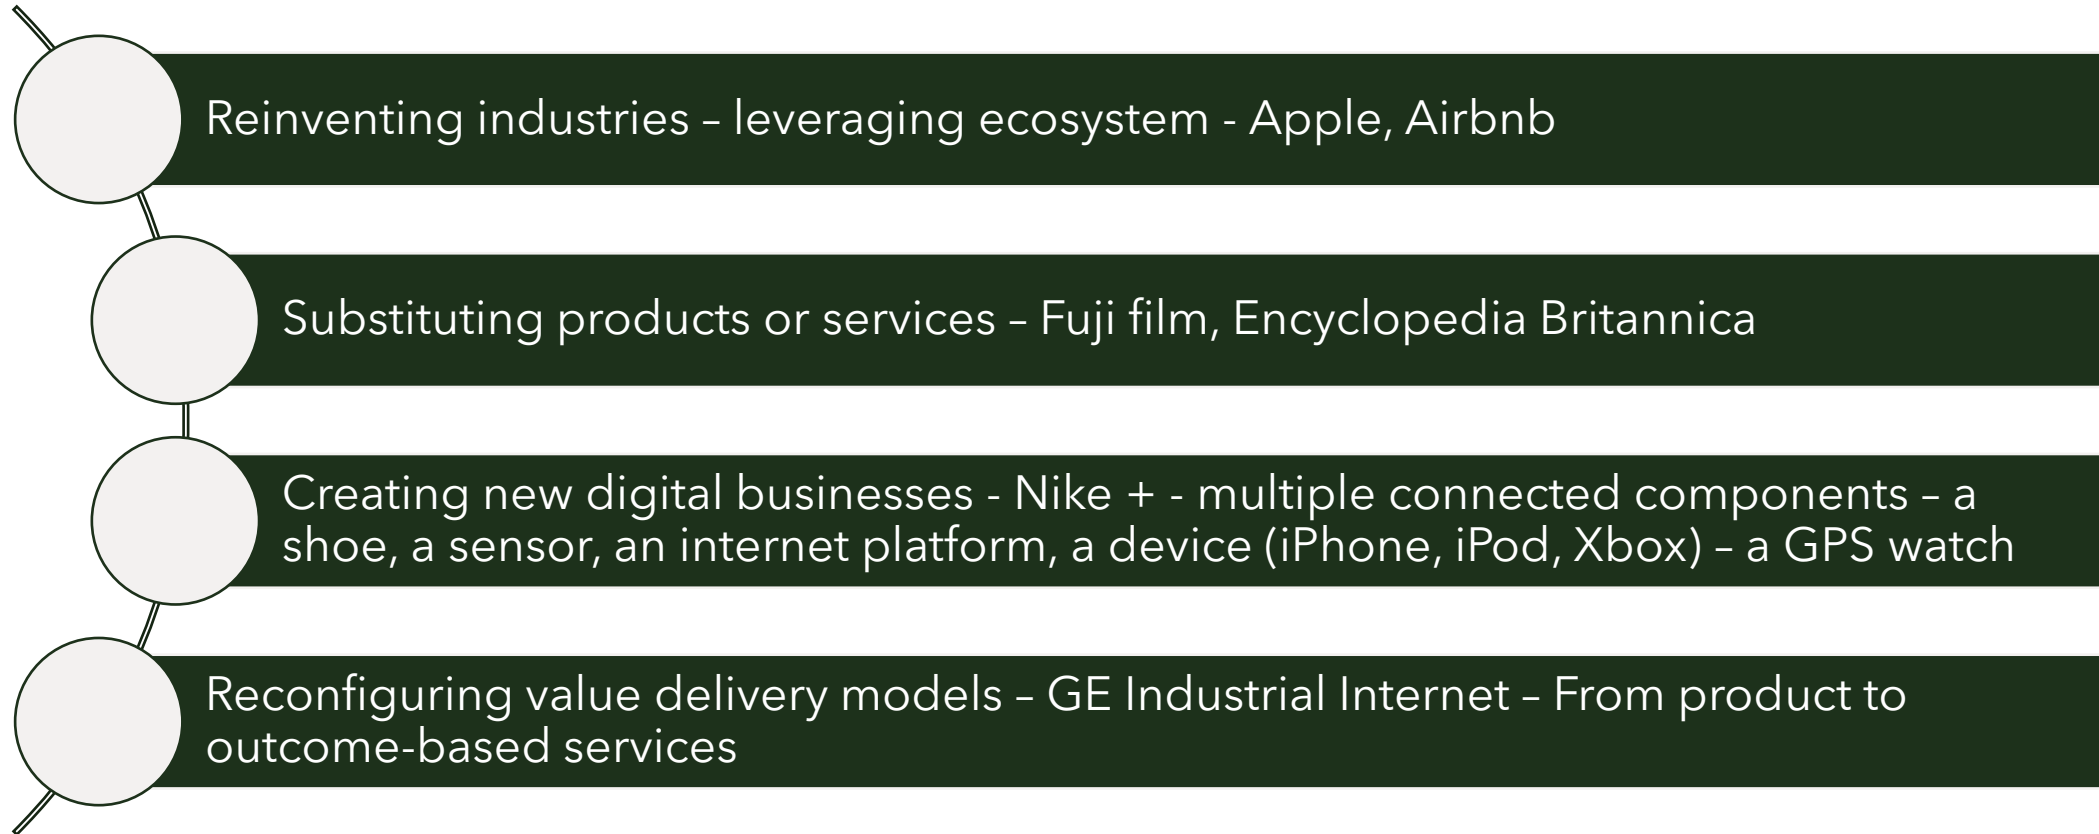 Reinventing industries – leveraging ecosystem - Apple, Airbnb
Substituting products or services – Fuji film, Encyclopedia Britannica
Creating new digital businesses - Nike + - multiple connected components – a
shoe, a sensor, an internet platform, a device (iPhone, iPod, Xbox) – a GPS watch
Reconfiguring value delivery models – GE Industrial Internet – From product to
outcome-based services